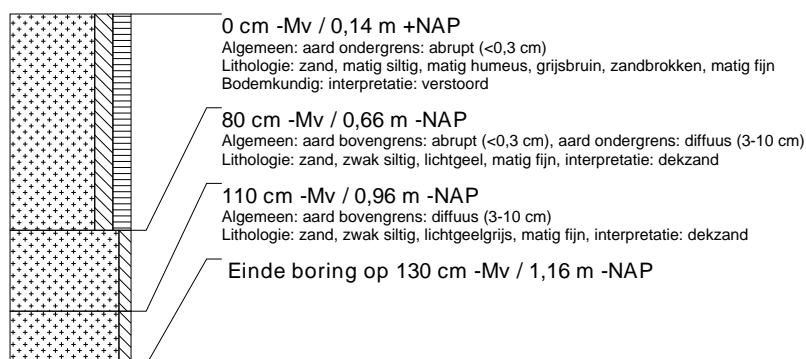 0 cm -Mv / 0,14 m +NAP
Algemeen: aard ondergrens: abrupt (<0,3 cm)
Lithologie: zand, matig siltig, matig humeus, grijsbruin, zandbrokken, matig fijn
Bodemkundig: interpretatie: verstoord
80 cm -Mv / 0,66 m -NAP
Algemeen: aard bovengrens: abrupt (<0,3 cm), aard ondergrens: diffuus (3-10 cm)
Lithologie: zand, zwak siltig, lichtgeel, matig fijn, interpretatie: dekzand
110 cm -Mv / 0,96 m -NAP
Algemeen: aard bovengrens: diffuus (3-10 cm)
Lithologie: zand, zwak siltig, lichtgeelgrijs, matig fijn, interpretatie: dekzand
Einde boring op 130 cm -Mv / 1,16 m -NAP